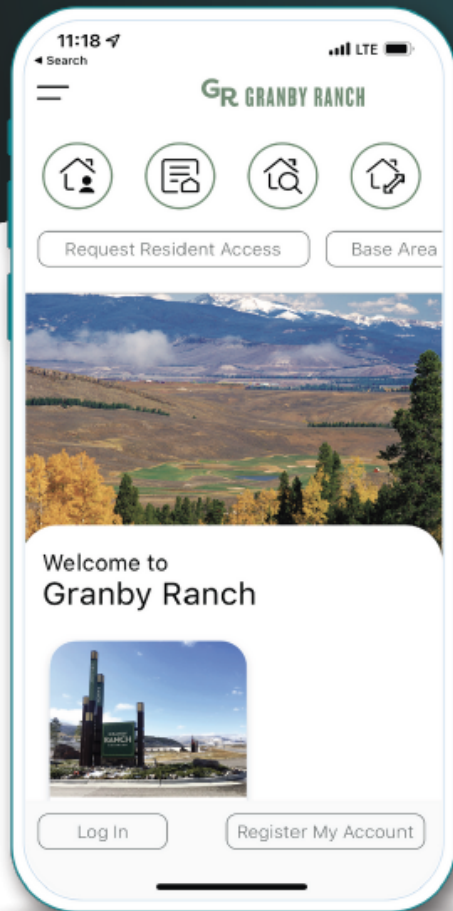 11:18
LTE
◄ Search
GR GRANBY RANCH
Request Resident Access
Base Area
Welcome to
Granby Ranch
RANCH
Log In
Register My Account